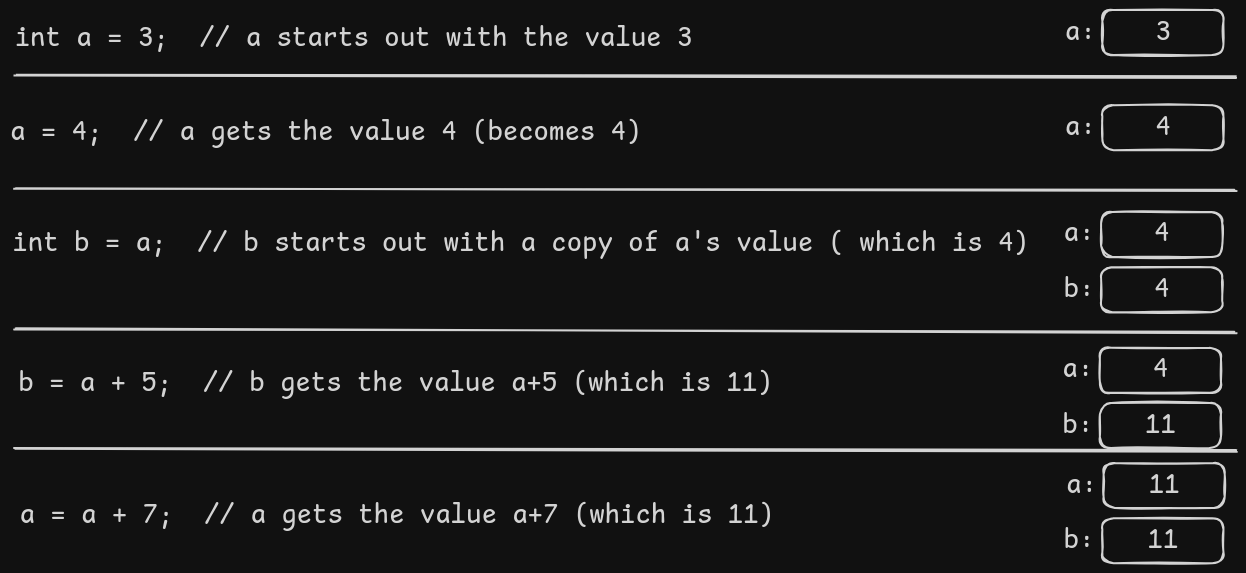 int a = 3;  // a starts out with the value 3
a: 3
a = 4;  // a gets the value 4 (becomes 4)
a: 4
int b = a;  // b starts out with a copy of a's value ( which is 4)
a: 4
b: 4
b = a + 5;  // b gets the value a+5 (which is 11)
a: 4
b: 11
a = a + 7;  // a gets the value a+7 (which is 11)
a: 11
b: 11